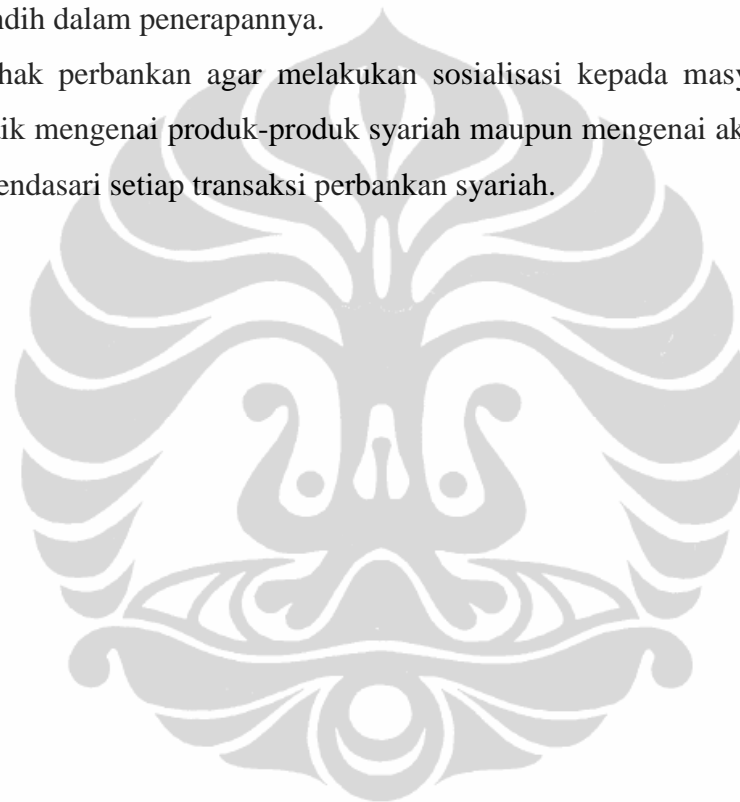 ndih dalam penerapannya.
hak perbankan agar melakukan sosialisasi kepada masy
ik mengenai produk-produk syariah maupun mengenai ak
endasari setiap transaksi perbankan syariah.